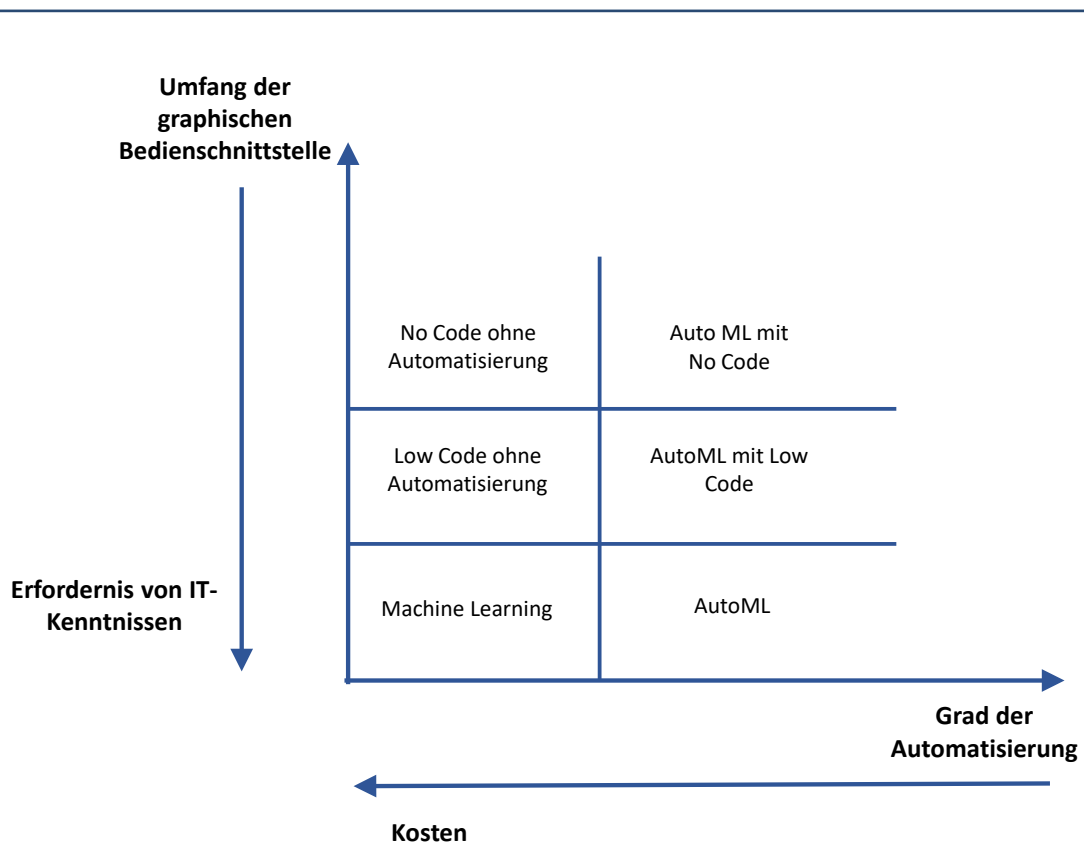 Umfang der
graphischen
Bedienschnittstelle
No Code ohne
Automatisierung
Auto ML mit
No Code
Low Code ohne
Automatisierung
AutoML mit Low
Code
Erfordernis von IT-
Kenntnissen
Machine Learning
AutoML
Grad der
Automatisierung
Kosten